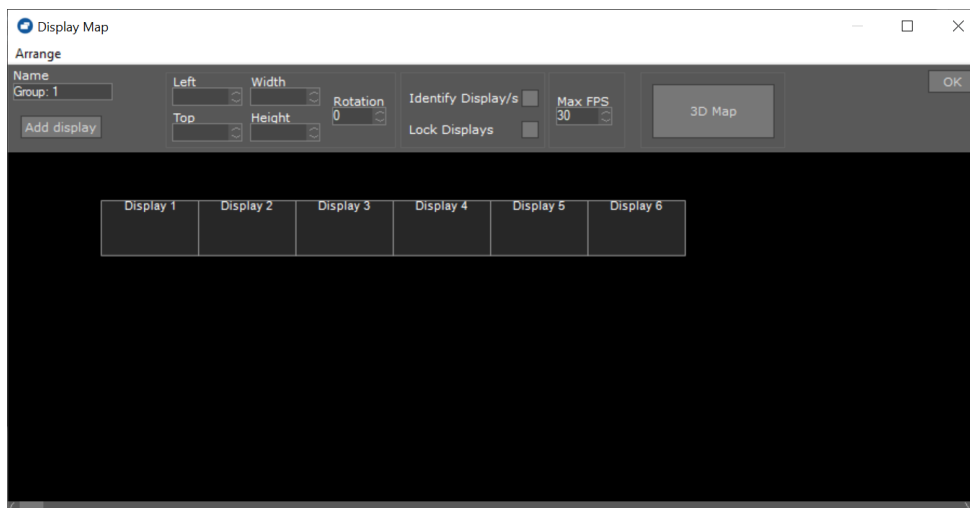 Display Map
Arrange
Name
Group: 1
Add display
Left
Width
Top
Height
Rotation
0
Identify Display/s
Lock Displays
Max FPS
30
3D Map
OK
Display 1
Display 2
Display 3
Display 4
Display 5
Display 6